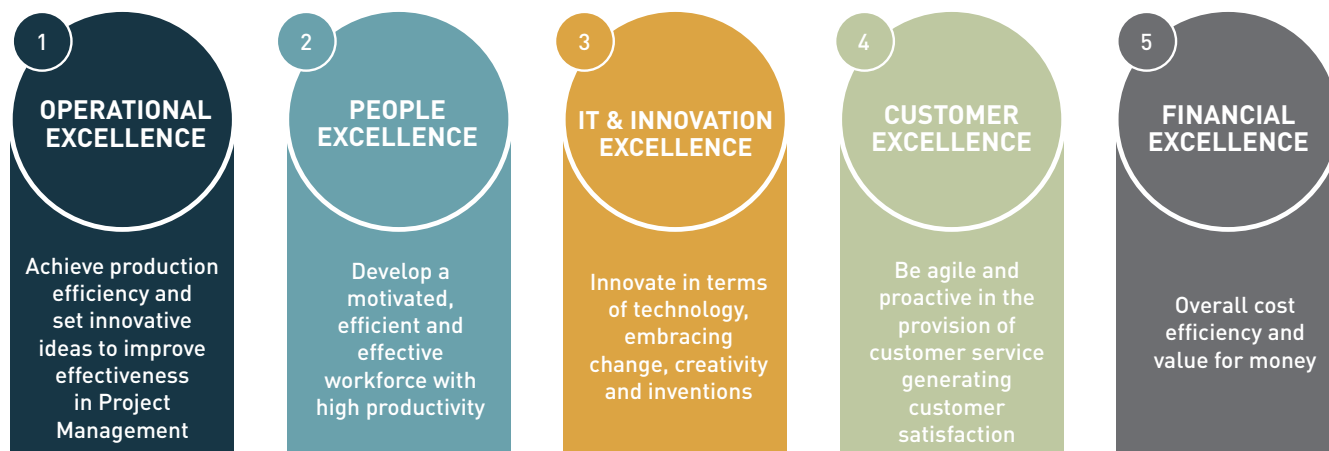 1
OPERATIONAL
EXCELLENCE
Achieve production
efficiency and
set innovative
ideas to improve
effectiveness
in Project
Management
2
PEOPLE
EXCELLENCE
Develop a
motivated,
efficient and
effective
workforce with
high productivity
3
IT & INNOVATION
EXCELLENCE
Innovate in terms
of technology,
embracing
change, creativity
and inventions
4
CUSTOMER
EXCELLENCE
Be agile and
proactive in the
provision of
customer service
generating
customer
satisfaction
5
FINANCIAL
EXCELLENCE
Overall cost
efficiency and
value for money